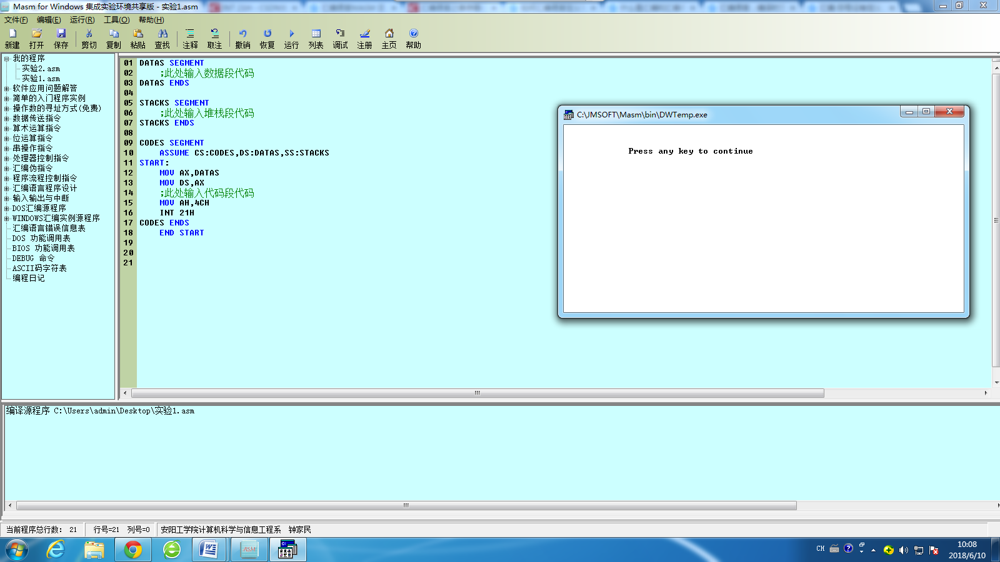 Masm for Windows 集成实验环境共享版 - 实验1.asm
文件(F) 编辑(E) 运行(R) 工具(O) 帮助(H)
新建 打开 保存 剪切 复制 粘贴 查找 注释 取注 撤销 恢复 运行 列表 调试 注册 主页 帮助
我的程序
实验2.asm
实验1.asm
软件应用问题解答
简单的入门程序实例
操作数的寻址方式(免费)
数据传送指令
算术运算指令
位运算指令
串操作指令
处理器控制指令
汇编伪指令
程序流程控制指令
汇编语言程序设计
输入输出与中断
DOS汇编源程序
WINDOWS汇编实例源程序
汇编语言错误信息表
DOS 功能调用表
BIOS 功能调用表
DEBUG 命令
ASCII码字符表
编程日记
01 DATAS SEGMENT
02 ;此处输入数据段代码
03 DATAS ENDS
04
05 STACKS SEGMENT
06 ;此处输入堆栈段代码
07 STACKS ENDS
08
09 CODES SEGMENT
10 ASSUME CS:CODES,DS:DATAS,SS:STACKS
11 START:
12 MOV AX,DATAS
13 MOV DS,AX
14 ;此处输入代码段代码
15 MOV AH,4CH
16 INT 21H
17 CODES ENDS
18 END START
19
20
21
C:\JMSOFT\Masm\bin\DWTemp.exe
Press any key to continue
编译源程序 C:\Users\admin\Desktop\实验1.asm
当前程序总行数: 21 行号=21 列号=0 安阳工学院计算机科学与信息工程系 钟家民
CH
10:08
2018/6/10